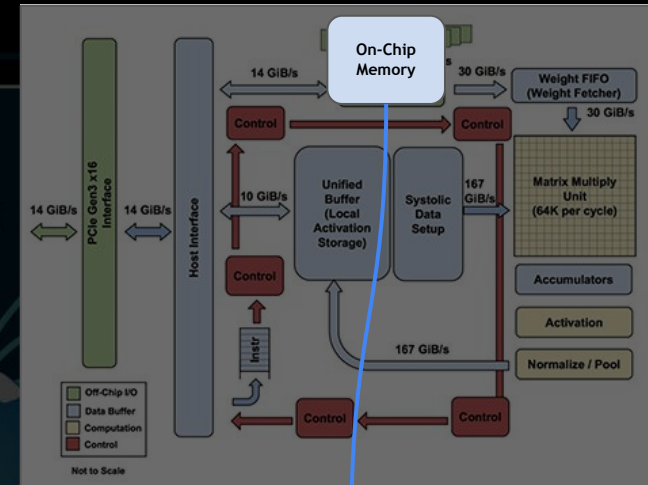 On-Chip
Memory
14 GiB/s
30 GiB/s
Weight FIFO
(Weight Fetcher)
30 GiB/s
Control
Control
14 GiB/s
PCIe Gen3 x16
Interface
14 GiB/s
Host Interface
10 GiB/s
Unified
Buffer
(Local
Activation
Storage)
Systolic
Data
Setup
167
GiB/s
Matrix Multiply
Unit
(64K per cycle)
Control
Accumulators
Activation
Instr
167 GiB/s
Normalize / Pool
Off-Chip I/O
Data Buffer
Computation
Control
Control
Control
Not to Scale